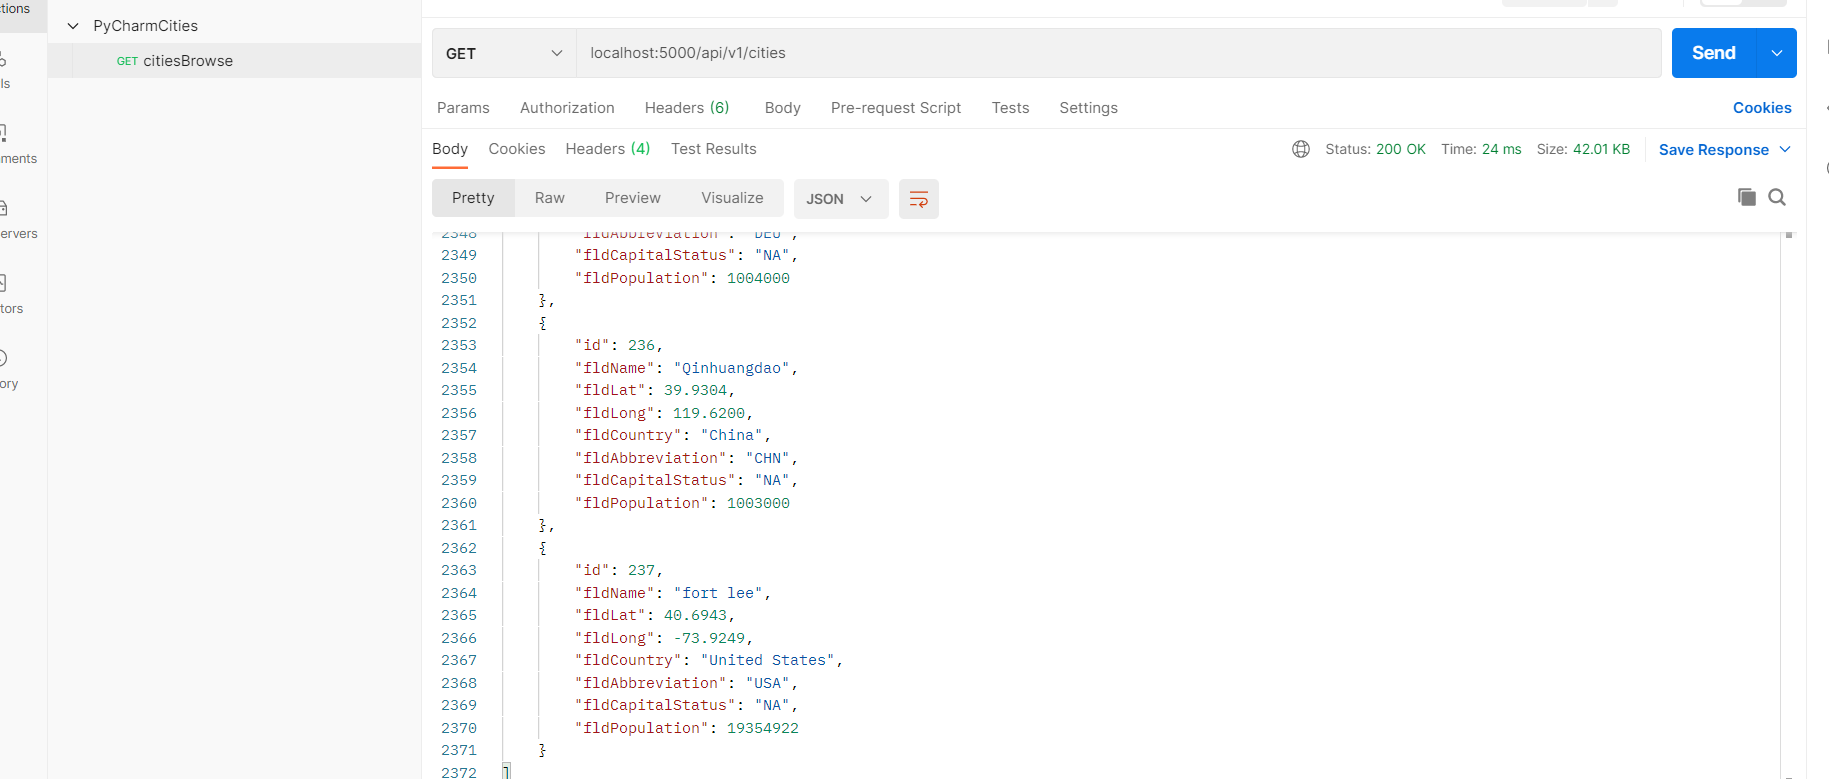 ctions
PyCharmCities
GET citiesBrowse
ls
ments
ervers
tors
ory
GET localhost:5000/api/v1/cities Send
Params Authorization Headers (6) Body Pre-request Script Tests Settings Cookies
Body Cookies Headers (4) Test Results Status: 200 OK Time: 24 ms Size: 42.01 KB Save Response
Pretty Raw Preview Visualize JSON
2348 "fldAbbreviation": "DEU",
2349 "fldCapitalStatus": "NA",
2350 "fldPopulation": 1004000
2351 },
2352 {
2353 "id": 236,
2354 "fldName": "Qinhuangdao",
2355 "fldLat": 39.9304,
2356 "fldLong": 119.6200,
2357 "fldCountry": "China",
2358 "fldAbbreviation": "CHN",
2359 "fldCapitalStatus": "NA",
2360 "fldPopulation": 1003000
2361 },
2362 {
2363 "id": 237,
2364 "fldName": "fort lee",
2365 "fldLat": 40.6943,
2366 "fldLong": -73.9249,
2367 "fldCountry": "United States",
2368 "fldAbbreviation": "USA",
2369 "fldCapitalStatus": "NA",
2370 "fldPopulation": 19354922
2371 }
2372 ]